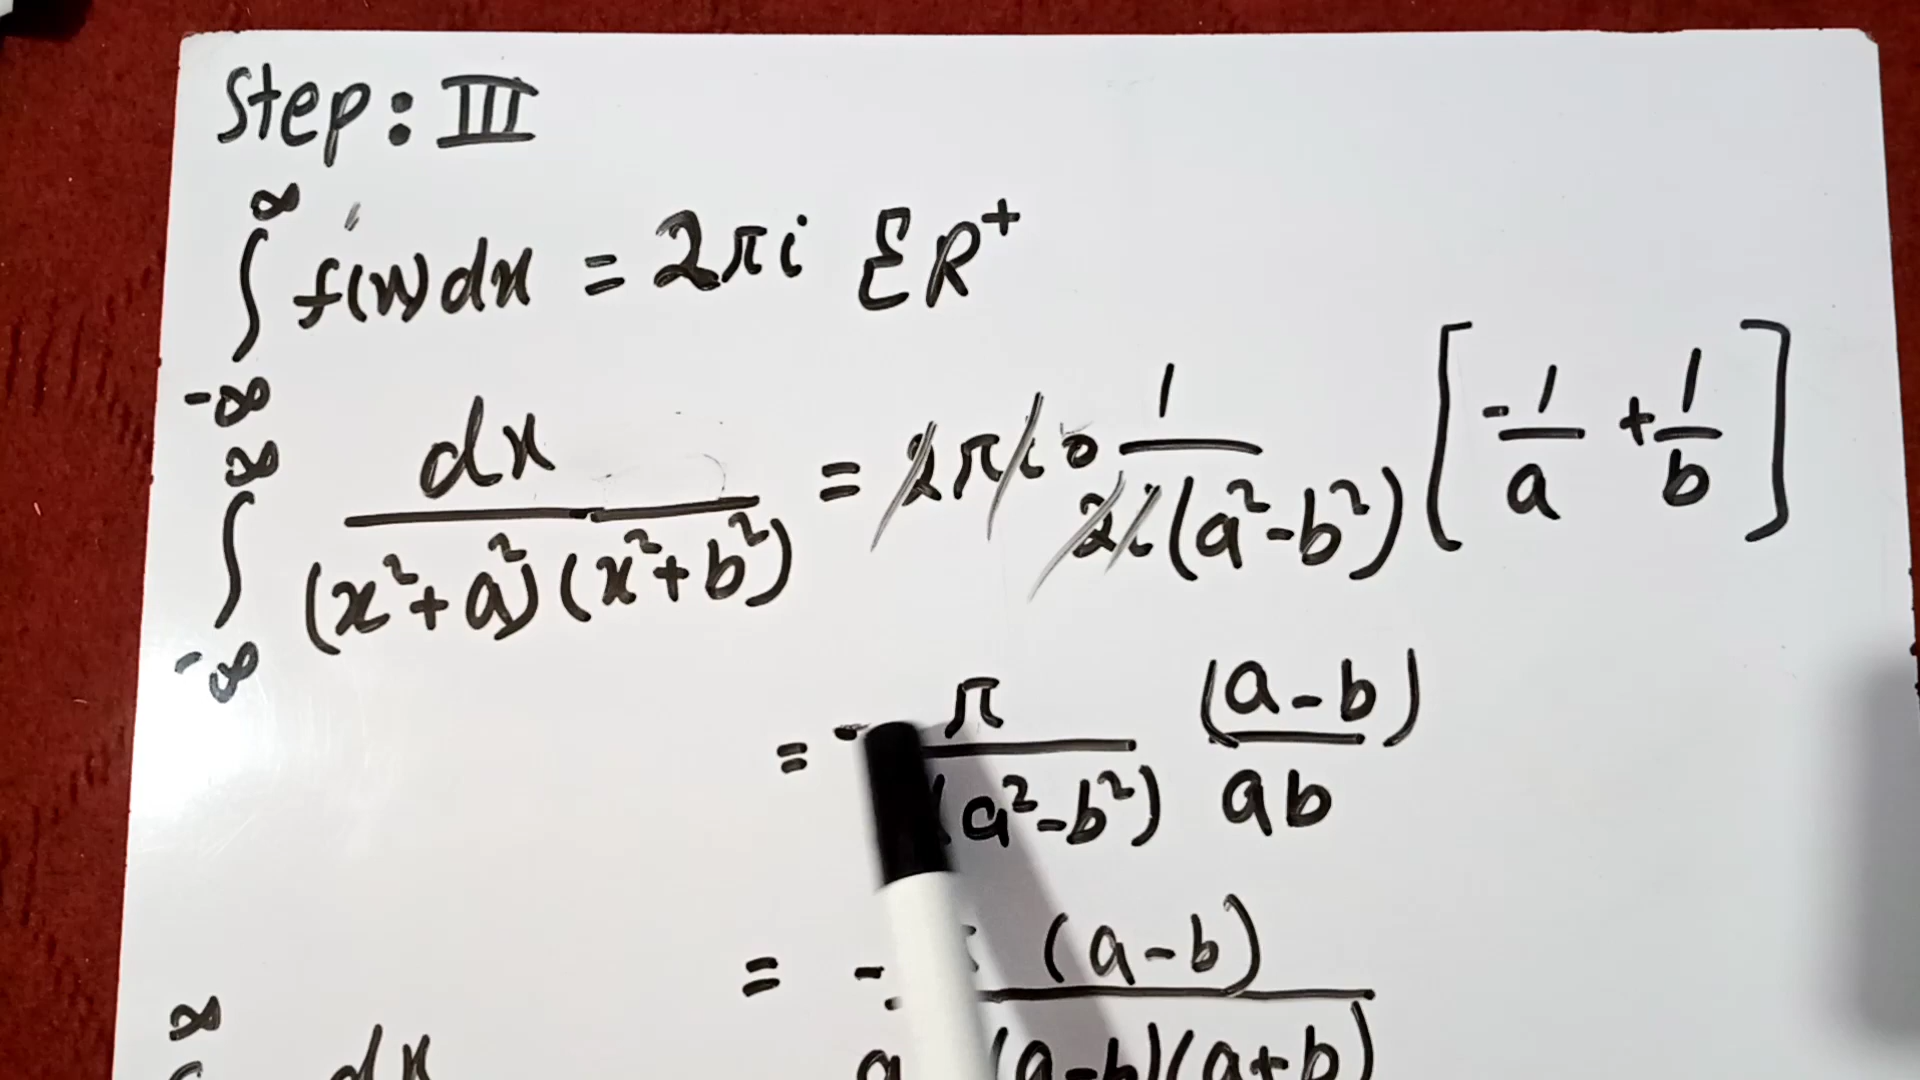 Step: III
∫_{-∞}^{∞} f(x) dx = 2πi ΣR⁺
∫_{-∞}^{∞} dx / (x²+a²)(x²+b²) = 2πi · 1 / 2i(a²-b²) [ -1/a + 1/b ]
= -π / (a²-b²) (a-b) / ab
= - (a-b) / a (a-b)(a+b)
∞ dx